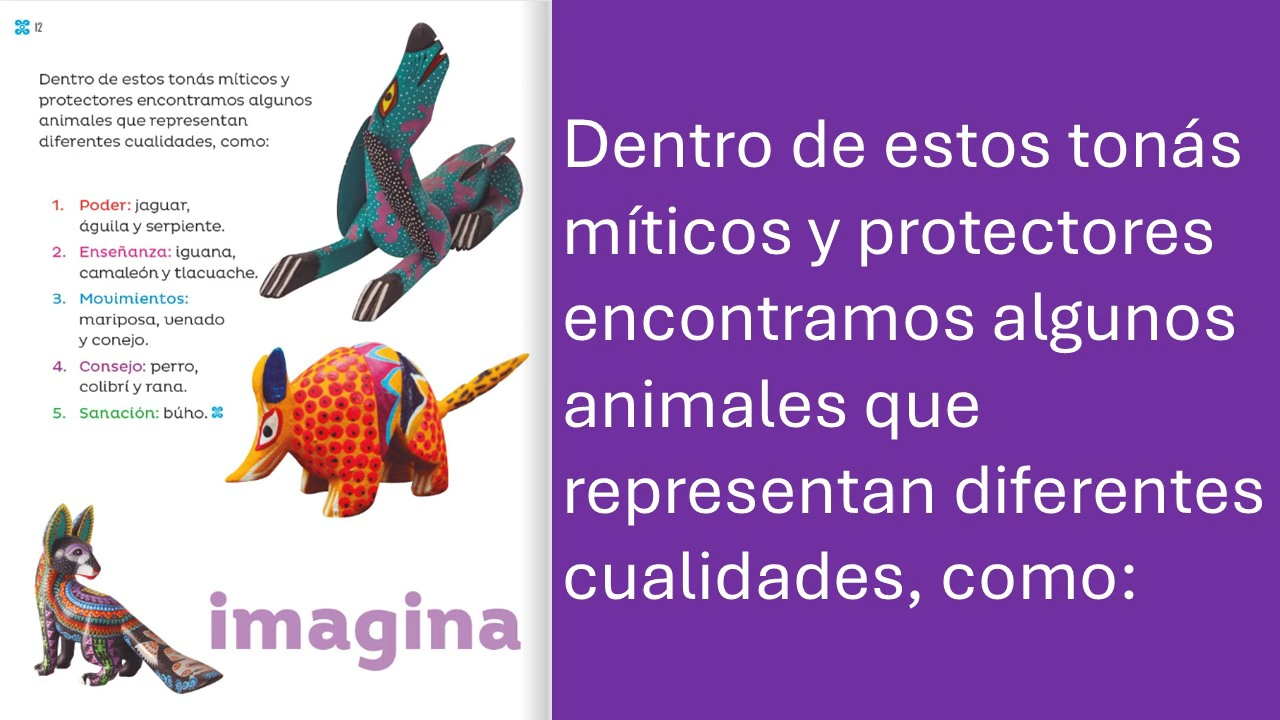 12
Dentro de estos tonás míticos y
protectores encontramos algunos
animales que representan
diferentes cualidades, como:
1. Poder: jaguar,
águila y serpiente.
2. Enseñanza: iguana,
camaleón y tlacuache.
3. Movimientos:
mariposa, venado
y conejo.
4. Consejo: perro,
colibrí y rana.
5. Sanación: búho.
imagina
Dentro de estos tonás
míticos y protectores
encontramos algunos
animales que
representan diferentes
cualidades, como: